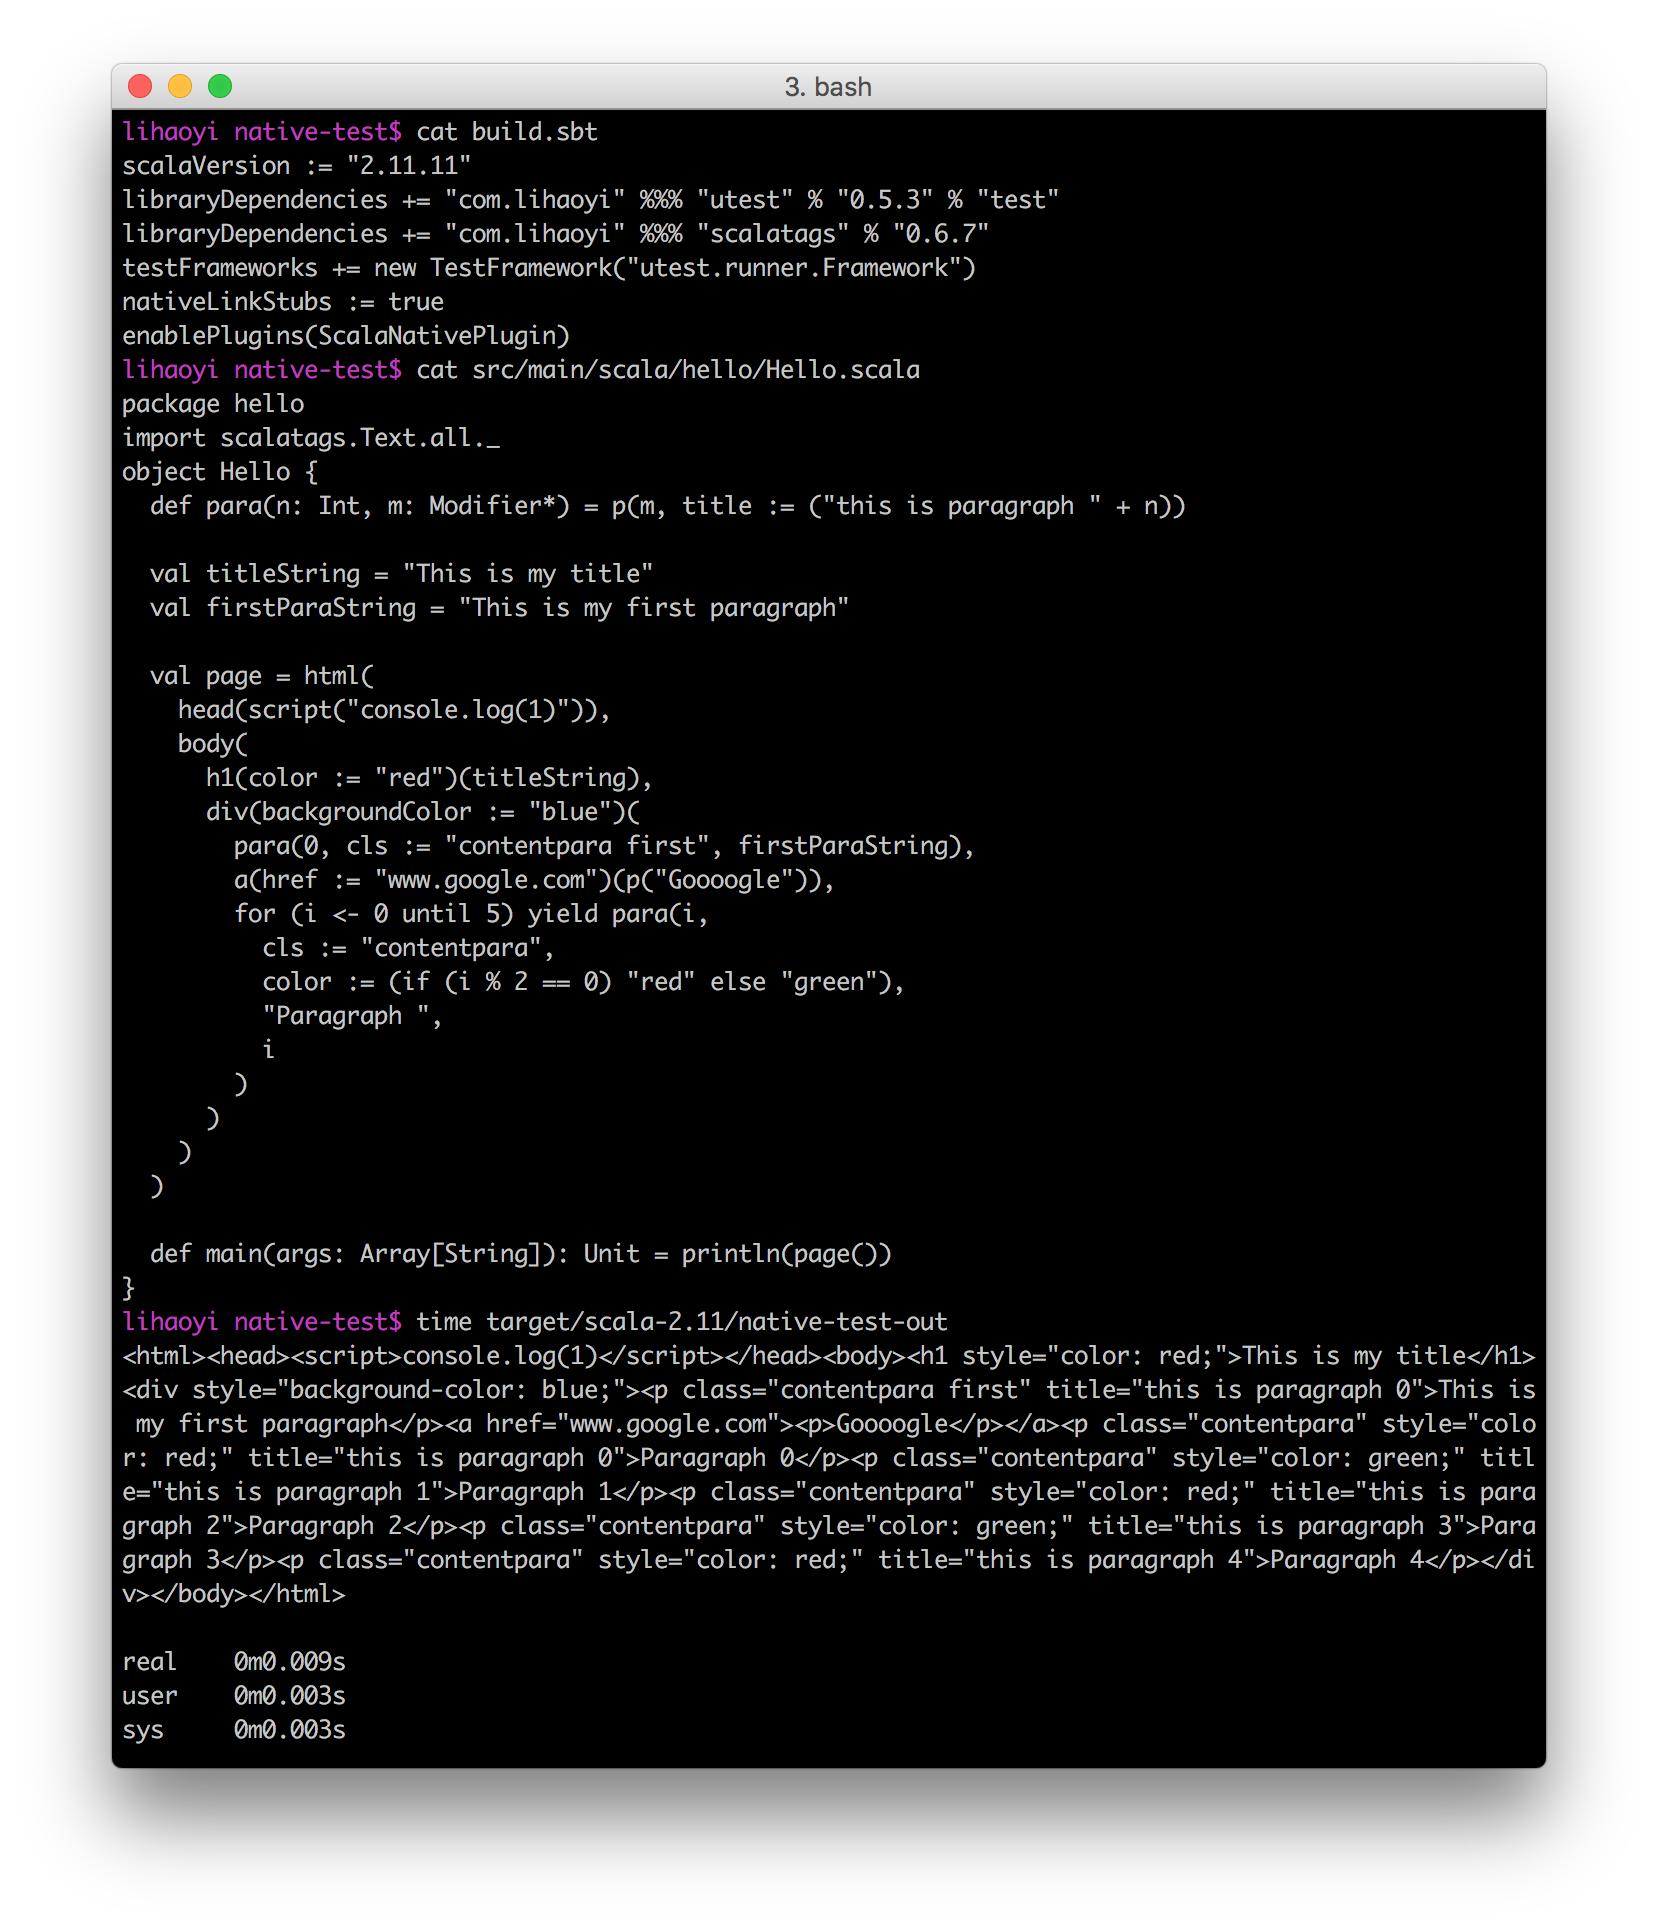 3. bash
lihaoyi native-test$ cat build.sbt
scalaVersion := "2.11.11"
libraryDependencies += "com.lihaoyi" %%% "utest" % "0.5.3" % "test"
libraryDependencies += "com.lihaoyi" %%% "scalatags" % "0.6.7"
testFrameworks += new TestFramework("utest.runner.Framework")
nativeLinkStubs := true
enablePlugins(ScalaNativePlugin)
lihaoyi native-test$ cat src/main/scala/hello/Hello.scala
package hello
import scalatags.Text.all._
object Hello {
  def para(n: Int, m: Modifier*) = p(m, title := ("this is paragraph " + n))

  val titleString = "This is my title"
  val firstParaString = "This is my first paragraph"

  val page = html(
    head(script("console.log(1)")),
    body(
      h1(color := "red")(titleString),
      div(backgroundColor := "blue")(
        para(0, cls := "contentpara first", firstParaString),
        a(href := "www.google.com")(p("Goooogle")),
        for (i <- 0 until 5) yield para(i,
          cls := "contentpara",
          color := (if (i % 2 == 0) "red" else "green"),
          "Paragraph ",
          i
        )
      )
    )
  )

  def main(args: Array[String]): Unit = println(page())
}
lihaoyi native-test$ time target/scala-2.11/native-test-out
<html><head><script>console.log(1)</script></head><body><h1 style="color: red;">This is my title</h1>
<div style="background-color: blue;"><p class="contentpara first" title="this is paragraph 0">This is
 my first paragraph</p><a href="www.google.com"><p>Goooogle</p></a><p class="contentpara" style="colo
r: red;" title="this is paragraph 0">Paragraph 0</p><p class="contentpara" style="color: green;" titl
e="this is paragraph 1">Paragraph 1</p><p class="contentpara" style="color: red;" title="this is para
graph 2">Paragraph 2</p><p class="contentpara" style="color: green;" title="this is paragraph 3">Para
graph 3</p><p class="contentpara" style="color: red;" title="this is paragraph 4">Paragraph 4</p></di
v></body></html>

real    0m0.009s
user    0m0.003s
sys     0m0.003s